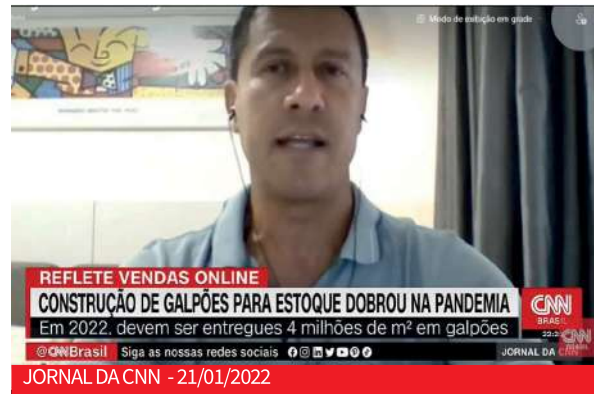 Modo de exibição em grade
REFLETE VENDAS ONLINE
CONSTRUÇÃO DE GALPÕES PARA ESTOQUE DOBROU NA PANDEMIA
Em 2022, devem ser entregues 4 milhões de m² em galpões
CNN
BRASIL
@CNNBrasil Siga as nossas redes sociais
JORNAL DA CNN
JORNAL DA CNN - 21/01/2022